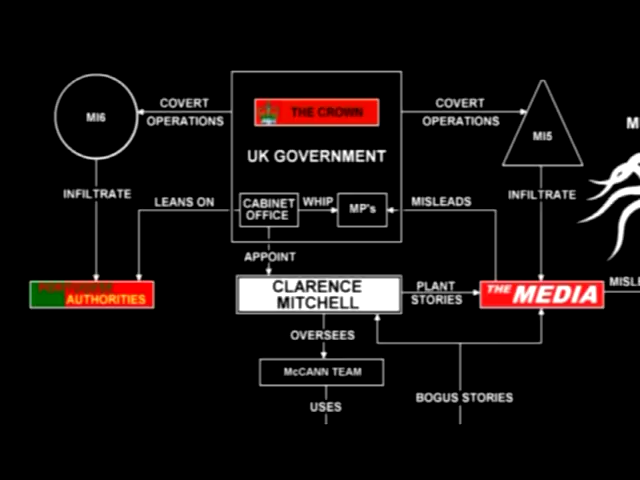 COVERT
OPERATIONS
MI6
THE CROWN
UK GOVERNMENT
COVERT
OPERATIONS
MI5
M
INFILTRATE
LEANS ON
CABINET
OFFICE
WHIP
MP's
MISLEADS
INFILTRATE
APPOINT
AUTHORITIES
CLARENCE
MITCHELL
PLANT
STORIES
THE MEDIA
MISL
OVERSEES
McCANN TEAM
USES
BOGUS STORIES